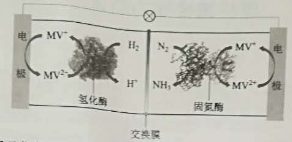 电 MV⁺ H₂ N₂ MV⁺ 电
极 MV²⁻ H⁺ NH₃ MV²⁺ 极
氢化酶 固氮酶
交换膜